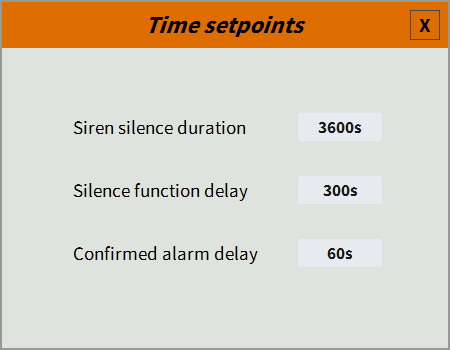 Time setpoints
X
Siren silence duration 3600s
Silence function delay 300s
Confirmed alarm delay 60s